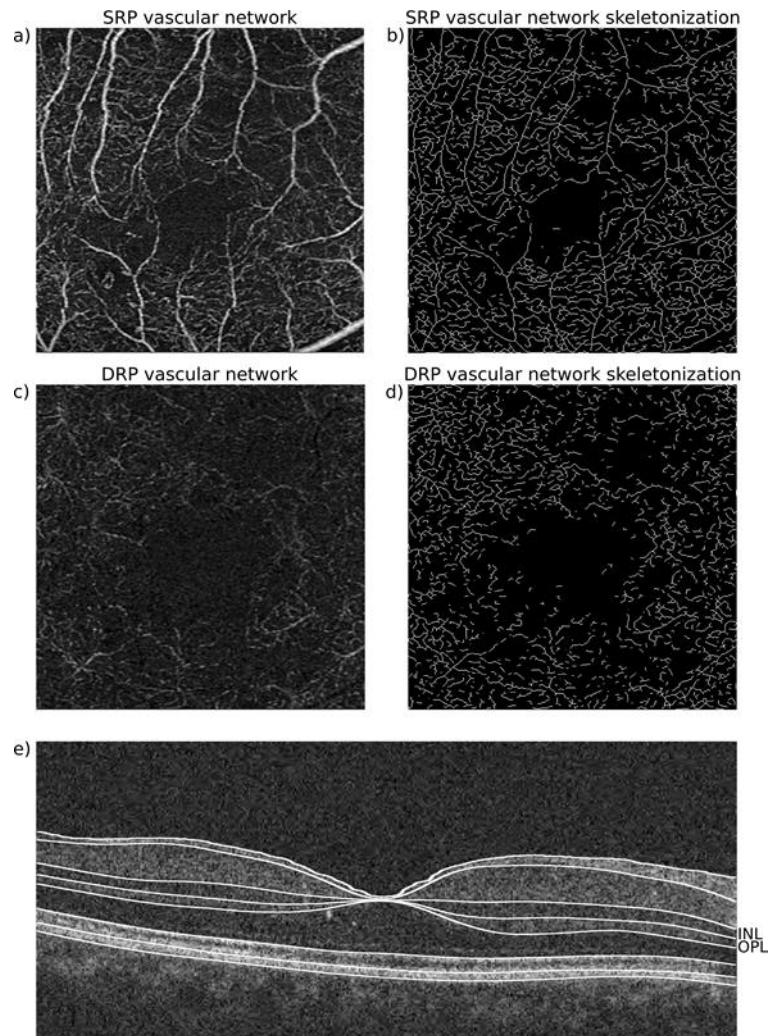 SRP vascular network
SRP vascular network skeletonization
a)
b)
DRP vascular network
DRP vascular network skeletonization
c)
d)
e)
INL
OPL